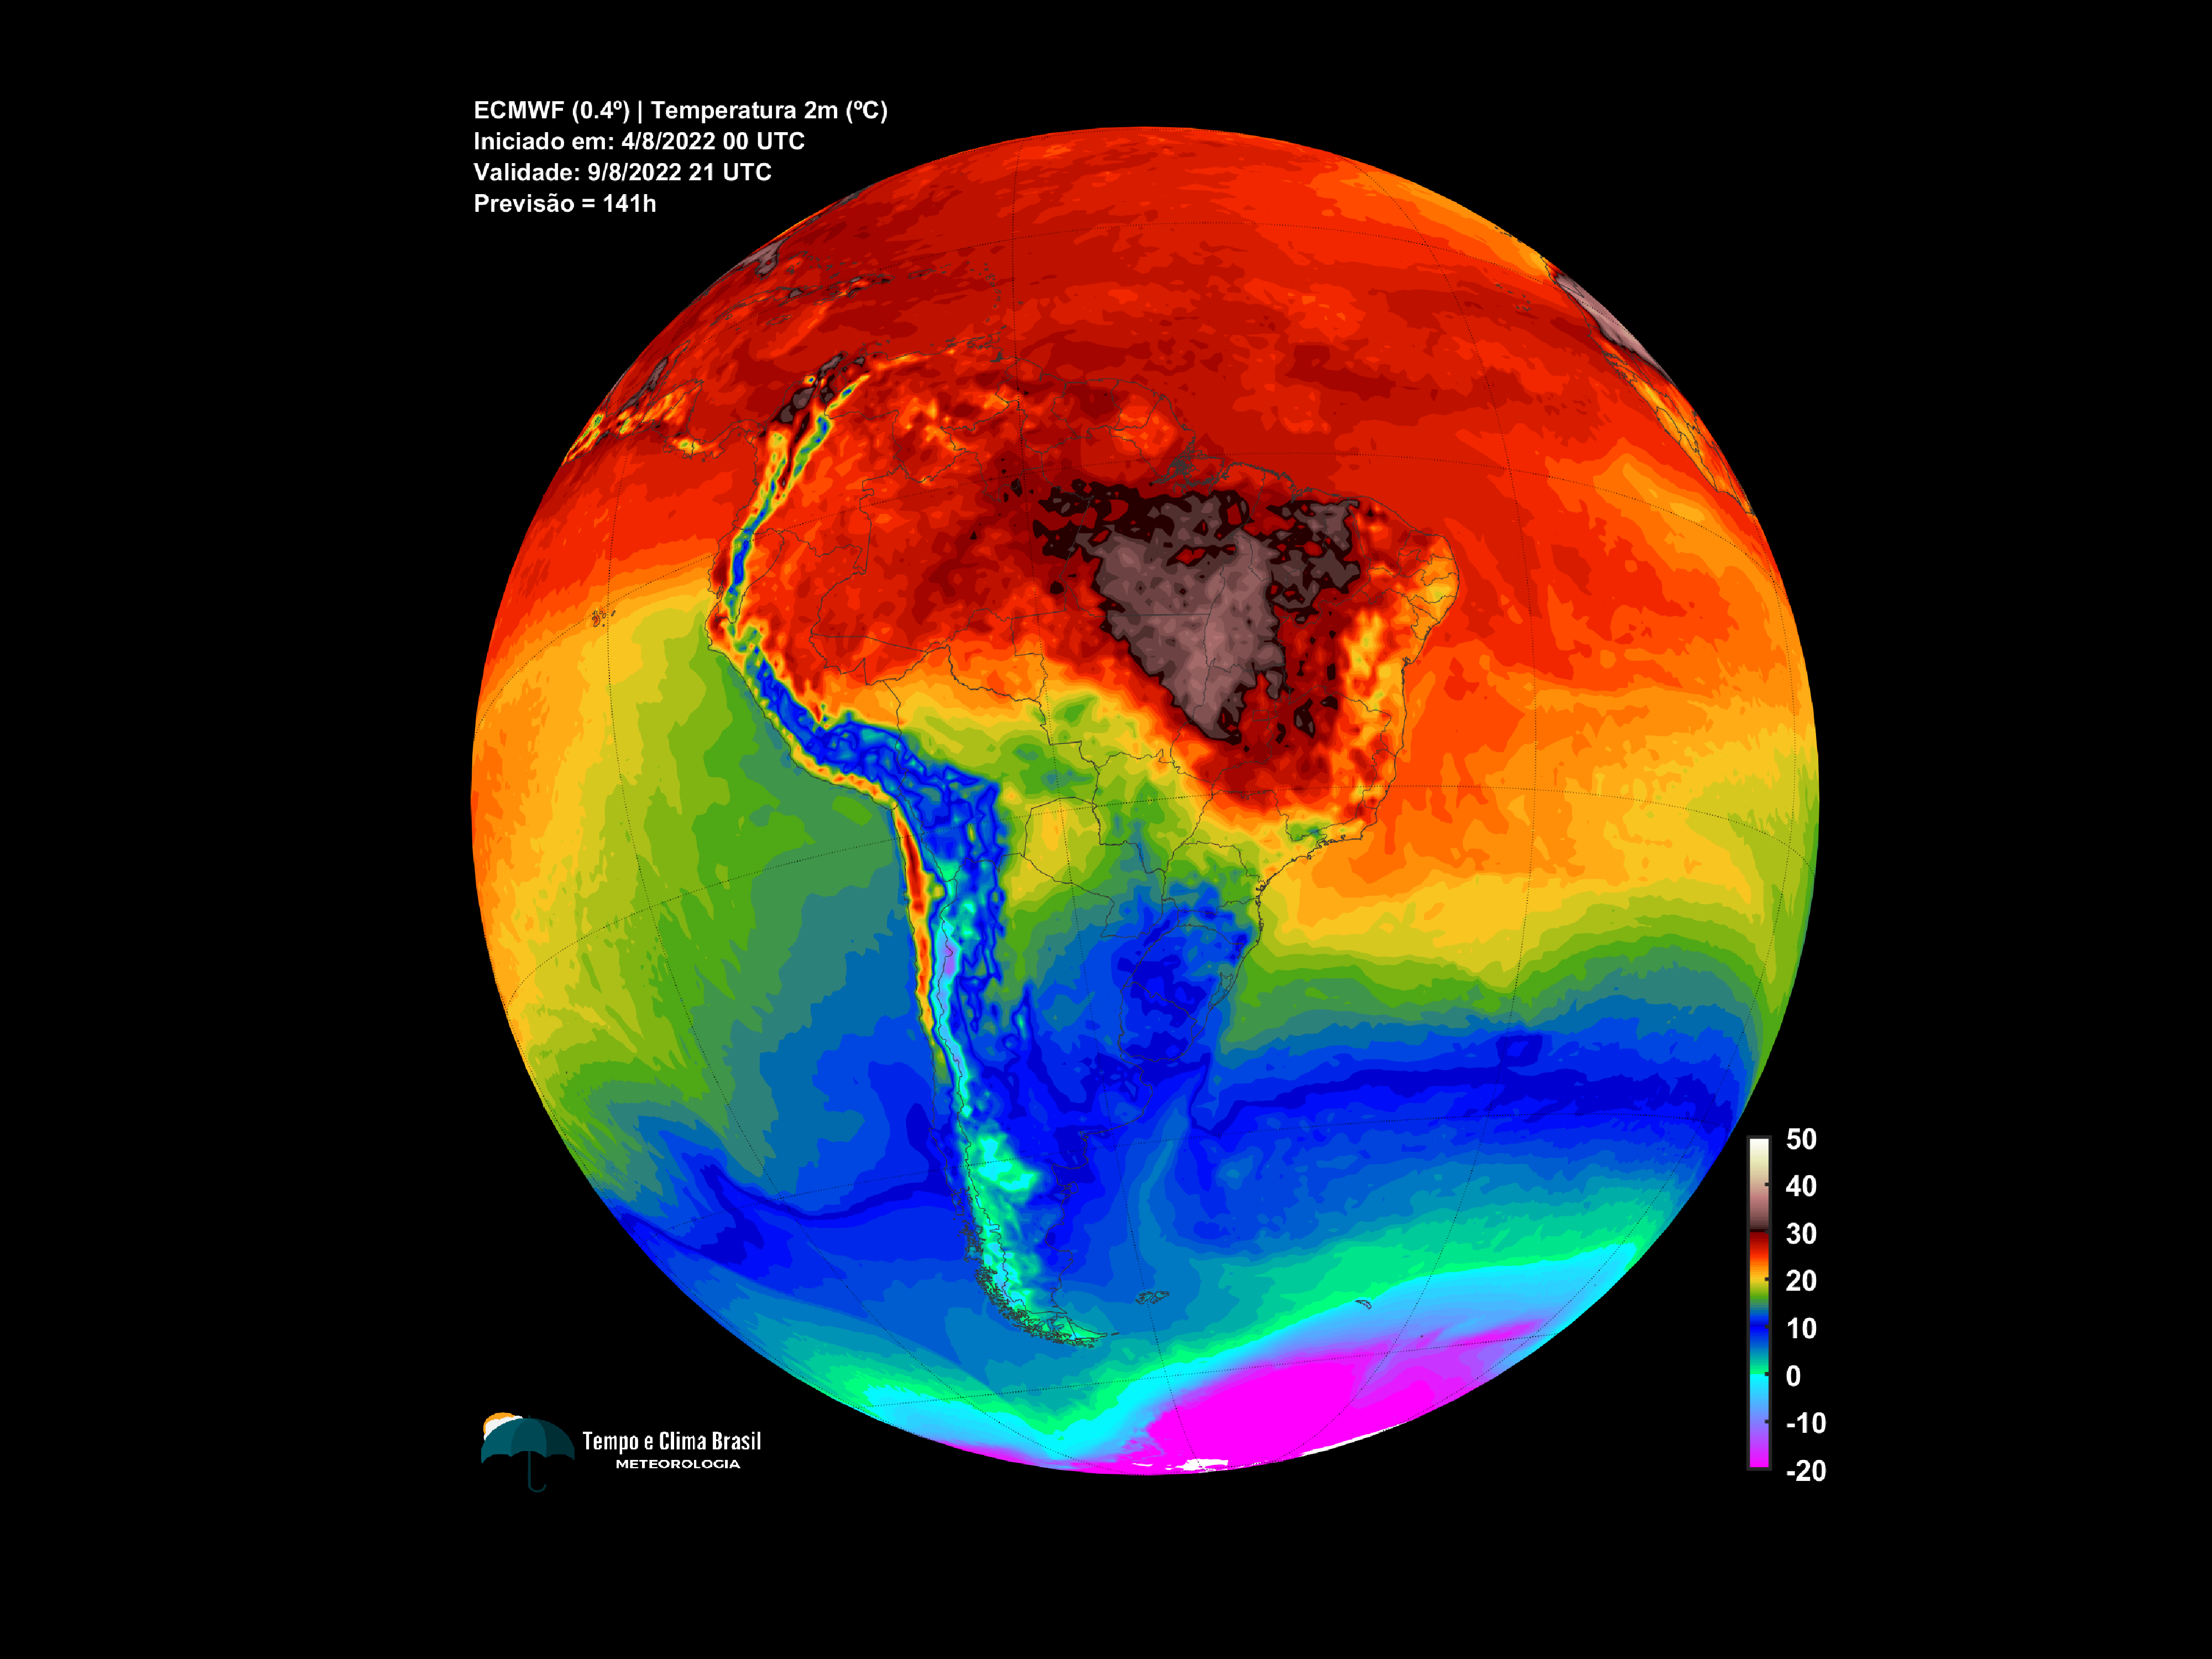 ECMWF (0.4º) | Temperatura 2m (ºC)
Iniciado em: 4/8/2022 00 UTC
Validade: 9/8/2022 21 UTC
Previsão = 141h
50
40
30
20
10
0
-10
-20
Tempo e Clima Brasil
METEOROLOGIA